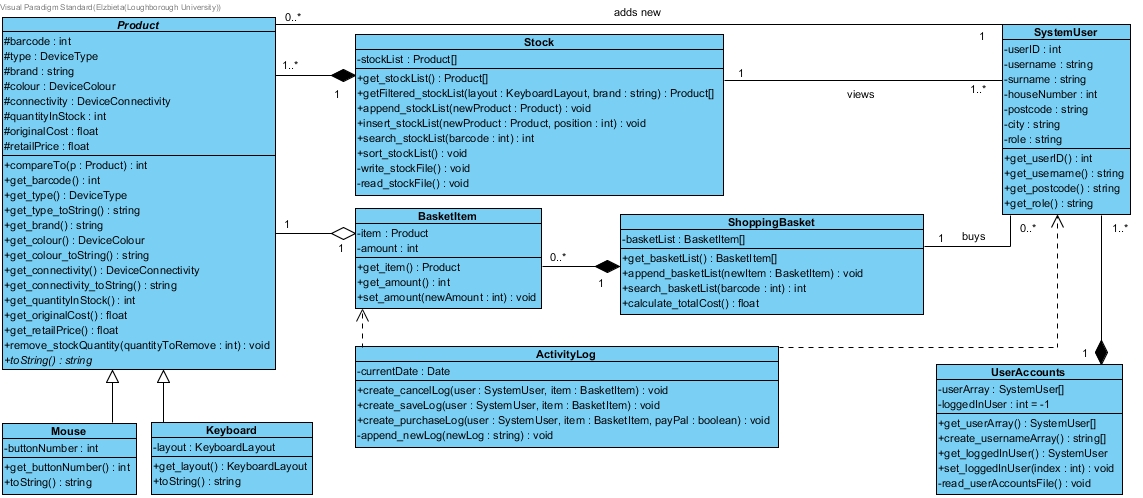 Visual Paradigm Standard(Elzbieta(Loughborough University))
Product
#barcode : int
#type : DeviceType
#brand : string
#colour : DeviceColour
#connectivity : DeviceConnectivity
#quantityInStock : int
#originalCost : float
#retailPrice : float
+compareTo(p : Product) : int
+get_barcode() : int
+get_type() : DeviceType
+get_type_toString() : string
+get_brand() : string
+get_colour() : DeviceColour
+get_colour_toString() : string
+get_connectivity() : DeviceConnectivity
+get_connectivity_toString() : string
+get_quantityInStock() : int
+get_originalCost() : float
+get_retailPrice() : float
+remove_stockQuantity(quantityToRemove : int) : void
+toString() : string
0..*
adds new
1
1..*
1
Stock
-stockList : Product[]
+get_stockList() : Product[]
+getFiltered_stockList(layout : KeyboardLayout, brand : string) : Product[]
+append_stockList(newProduct : Product) : void
+insert_stockList(newProduct : Product, position : int) : void
+search_stockList(barcode : int) : int
+sort_stockList() : void
-write_stockFile() : void
-read_stockFile() : void
1
views
1..*
SystemUser
-userID : int
-username : string
-surname : string
-houseNumber : int
-postcode : string
-city : string
-role : string
+get_userID() : int
+get_username() : string
+get_postcode() : string
+get_role() : string
1
1
BasketItem
-item : Product
-amount : int
+get_item() : Product
+get_amount() : int
+set_amount(newAmount : int) : void
0..*
1
ShoppingBasket
-basketList : BasketItem[]
+get_basketList() : BasketItem[]
+append_basketList(newItem : BasketItem) : void
+search_basketList(barcode : int) : int
+calculate_totalCost() : float
1
buys
0..*
1..*
ActivityLog
-currentDate : Date
+create_cancelLog(user : SystemUser, item : BasketItem) : void
+create_saveLog(user : SystemUser, item : BasketItem) : void
+create_purchaseLog(user : SystemUser, item : BasketItem, payPal : boolean) : void
-append_newLog(newLog : string) : void
1
UserAccounts
-userArray : SystemUser[]
-loggedInUser : int = -1
+get_userArray() : SystemUser[]
+create_usernameArray() : string[]
+get_loggedInUser() : SystemUser
+set_loggedInUser(index : int) : void
-read_userAccountsFile() : void
Mouse
-buttonNumber : int
+get_buttonNumber() : int
+toString() : string
Keyboard
-layout : KeyboardLayout
+get_layout() : KeyboardLayout
+toString() : string